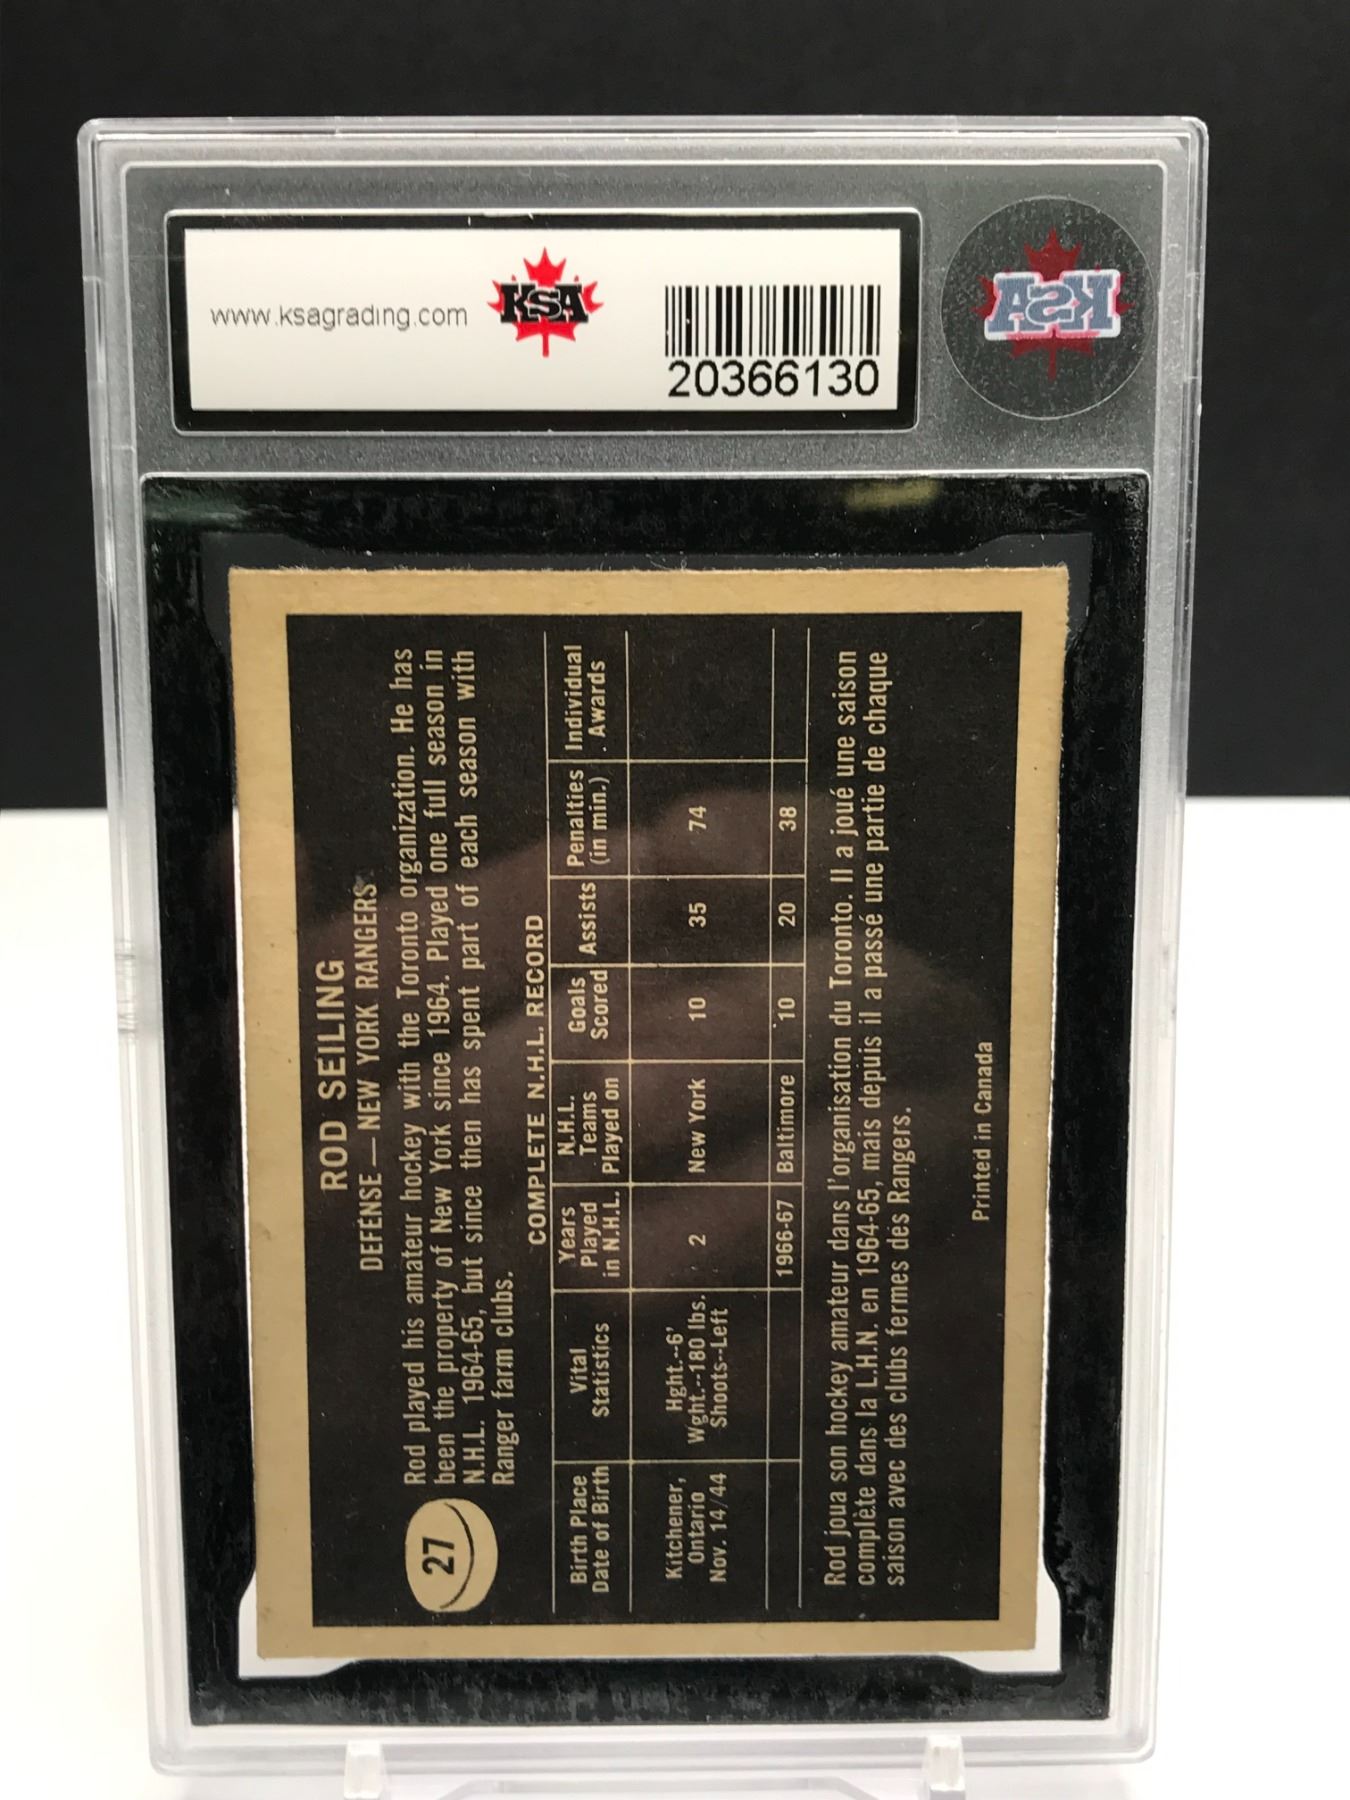 www.ksagrading.com
KSA
20366130
KSA
ROD SEILING
DEFENSE — NEW YORK RANGERS
27
Rod played his amateur hockey with the Toronto organization. He has
been the property of New York since 1964. Played one full season in
N.H.L. 1964-65, but since then has spent part of each season with
Ranger farm clubs.
COMPLETE N.H.L. RECORD
Birth Place Date of Birth | Vital Statistics | Years Played in N.H.L. | N.H.L. Teams Played on | Goals Scored | Assists | Penalties (in min.) | Individual Awards
Kitchener, Ontario Nov. 14/44 | Hght.--6' Wght.--180 lbs. Shoots--Left | 2 | New York | 10 | 35 | 74
1966-67 | Baltimore | 10 | 20 | 38
Rod joua son hockey amateur dans l'organisation du Toronto. Il a joué une saison
complète dans la L.H.N. en 1964-65, mais depuis il a passé une partie de chaque
saison avec des clubs fermes des Rangers.
Printed in Canada